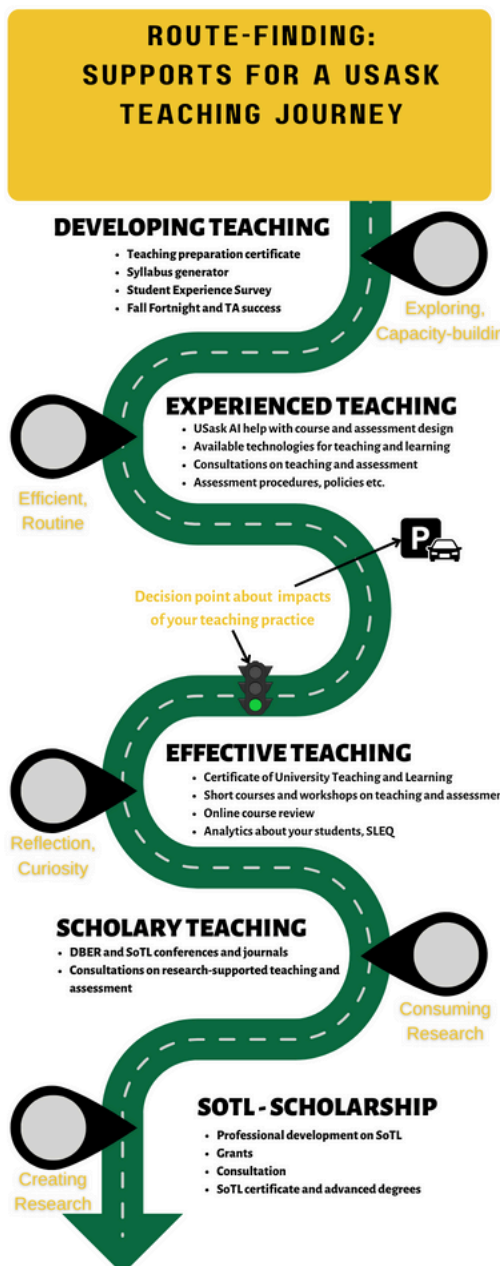 ROUTE-FINDING:
SUPPORTS FOR A USASK
TEACHING JOURNEY
DEVELOPING TEACHING
• Teaching preparation certificate
• Syllabus generator
• Student Experience Survey
• Fall Fortnight and TA success
Exploring,
Capacity-buildin
EXPERIENCED TEACHING
• USask AI help with course and assessment design
• Available technologies for teaching and learning
• Consultations on teaching and assessment
• Assessment procedures, policies etc.
Efficient,
Routine
P
Decision point about impacts
of your teaching practice
EFFECTIVE TEACHING
• Certificate of University Teaching and Learning
• Short courses and workshops on teaching and assessmen
• Online course review
• Analytics about your students, SLEQ
Reflection,
Curiosity
SCHOLARY TEACHING
• DBER and SoTL conferences and journals
• Consultations on research-supported teaching and
assessment
Consuming
Research
SOTL - SCHOLARSHIP
• Professional development on SoTL
• Grants
• Consultation
• SoTL certificate and advanced degrees
Creating
Research